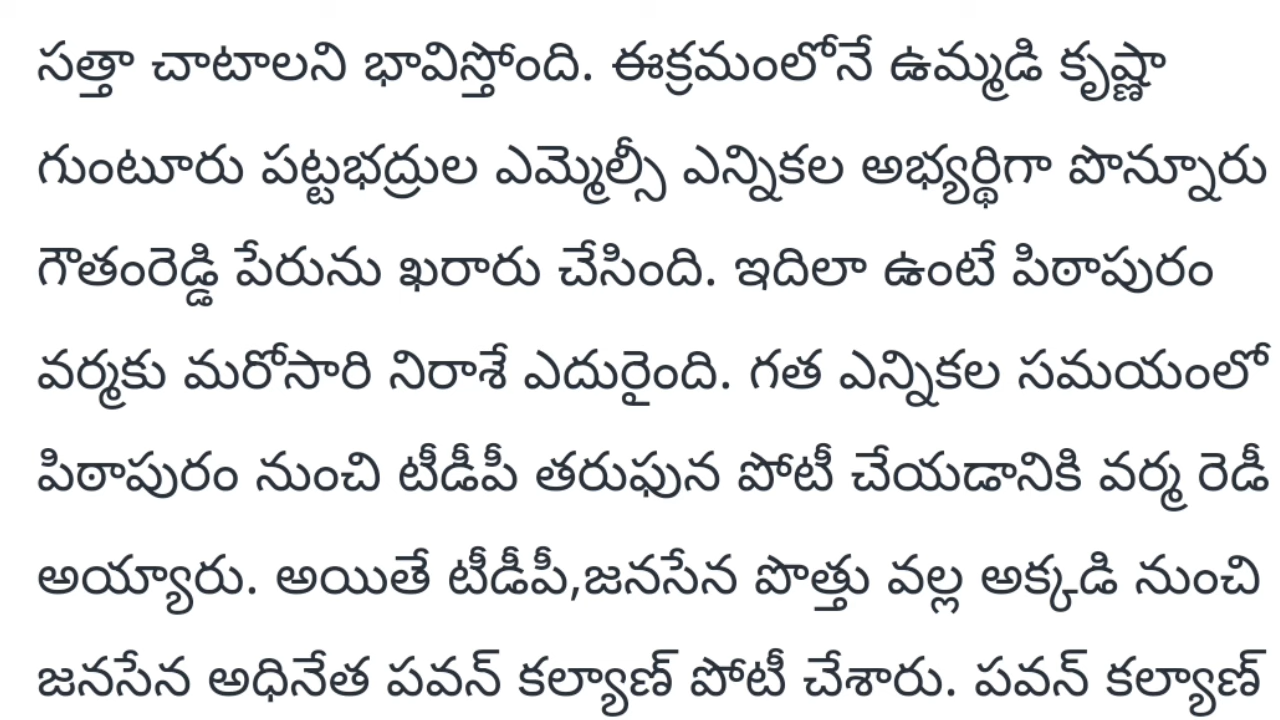 సత్తా చాటాలని భావిస్తోంది. ఈక్రమంలోనే ఉమ్మడి కృష్ణా
గుంటూరు పట్టభద్రుల ఎమ్మెల్సీ ఎన్నికల అభ్యర్థిగా పొన్నూరు
గౌతంరెడ్డి పేరును ఖరారు చేసింది. ఇదిలా ఉంటే పిఠాపురం
వర్మకు మరోసారి నిరాశే ఎదురైంది. గత ఎన్నికల సమయంలో
పిఠాపురం నుంచి టీడీపీ తరుఫున పోటీ చేయడానికి వర్మ రెడీ
అయ్యారు. అయితే టీడీపీ,జనసేన పొత్తు వల్ల అక్కడి నుంచి
జనసేన అధినేత పవన్ కల్యాణ్ పోటీ చేశారు. పవన్ కల్యాణ్